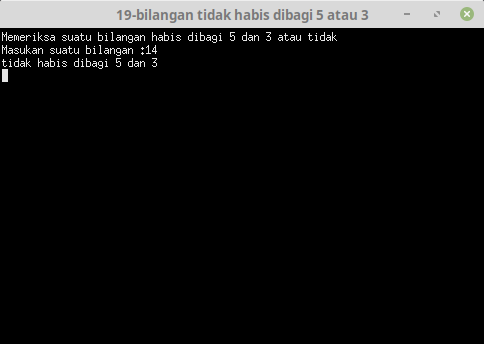 19-bilangan tidak habis dibagi 5 atau 3
Memeriksa suatu bilangan habis dibagi 5 dan 3 atau tidak
Masukan suatu bilangan :14
tidak habis dibagi 5 dan 3